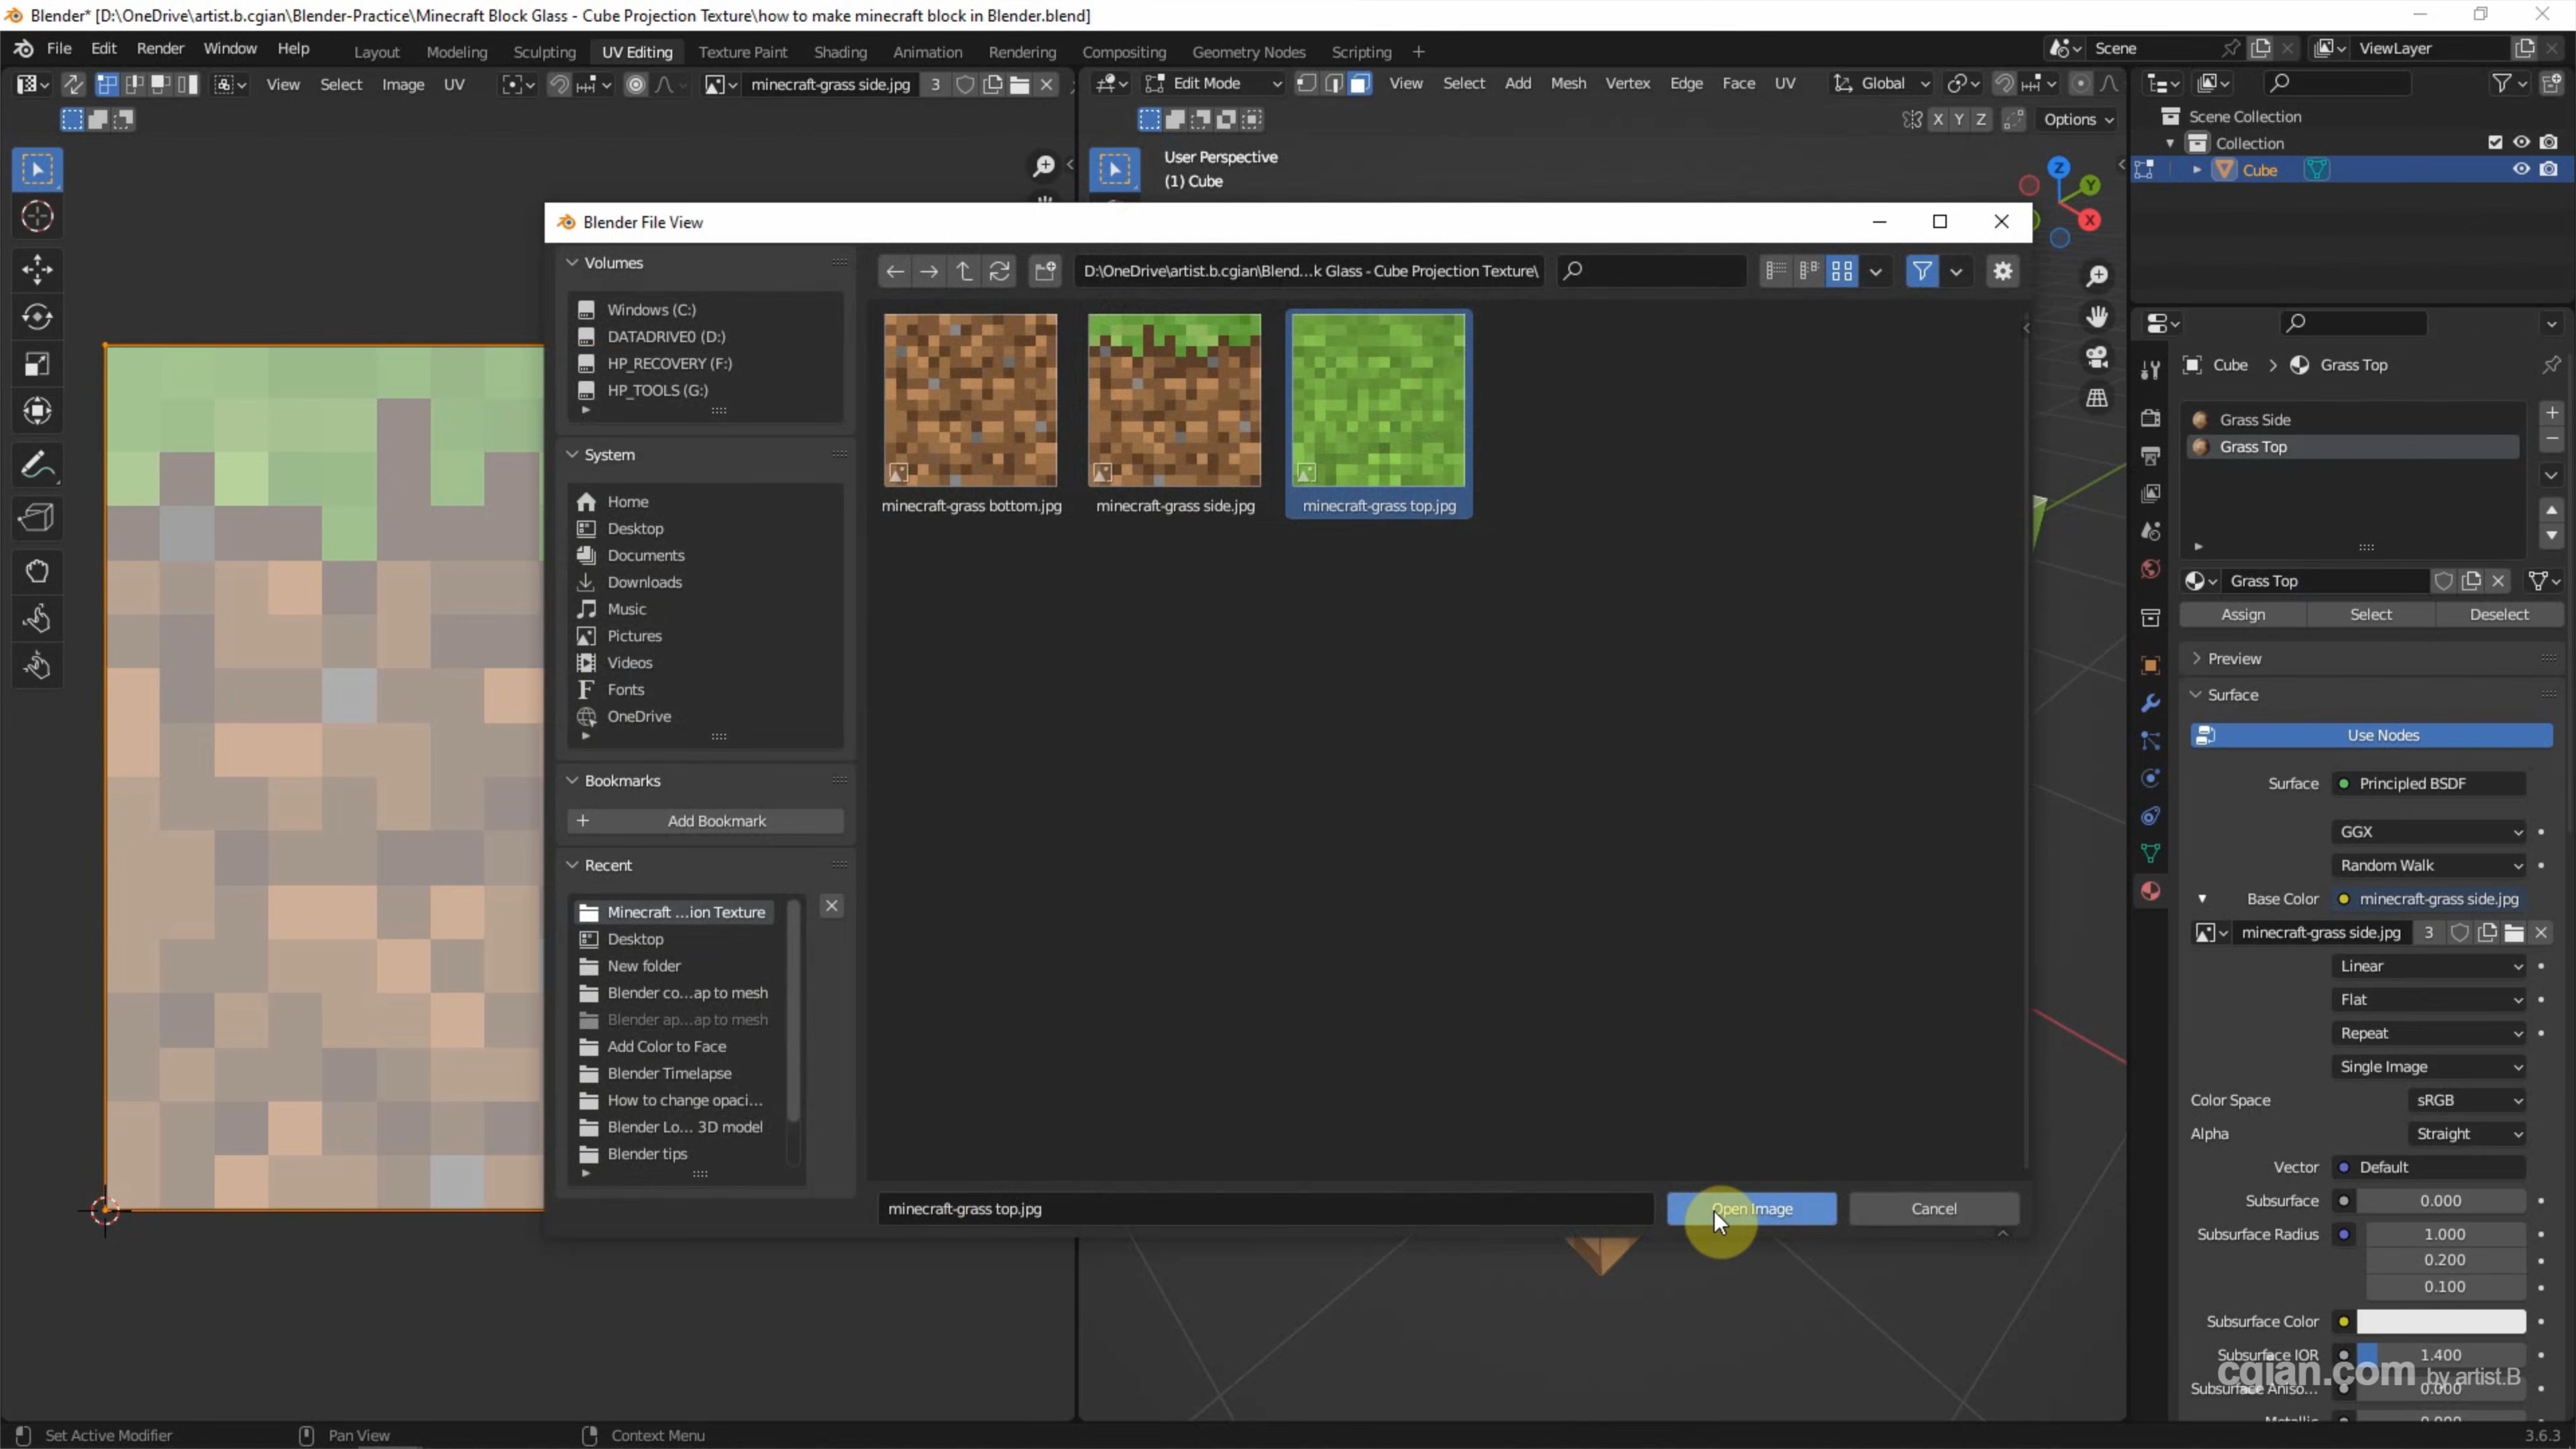 Blender* [D:\OneDrive\artist.b.cgian\Blender-Practice\Minecraft Block Glass - Cube Projection Texture\how to make minecraft block in Blender.blend]
File Edit Render Window Help Layout Modeling Sculpting UV Editing Texture Paint Shading Animation Rendering Compositing Geometry Nodes Scripting + Scene ViewLayer
View Select Image UV minecraft-grass side.jpg 3 Edit Mode View Select Add Mesh Vertex Edge Face UV Global
X Y Z Options
User Perspective
(1) Cube
Z
Y
X
Scene Collection
Collection
Cube
Blender File View
Volumes
Windows (C:)
DATADRIVE0 (D:)
HP_RECOVERY (F:)
HP_TOOLS (G:)
System
Home
Desktop
Documents
Downloads
Music
Pictures
Videos
Fonts
OneDrive
Bookmarks
Add Bookmark
Recent
Minecraft ...ion Texture
Desktop
New folder
Blender co...ap to mesh
Blender ap...ap to mesh
Add Color to Face
Blender Timelapse
How to change opaci...
Blender Lo... 3D model
Blender tips
D:\OneDrive\artist.b.cgian\Blend...k Glass - Cube Projection Texture\
minecraft-grass bottom.jpg minecraft-grass side.jpg minecraft-grass top.jpg
minecraft-grass top.jpg Open Image Cancel
Cube > Grass Top
Grass Side
Grass Top
Grass Top
Assign Select Deselect
Preview
Surface
Use Nodes
Surface Principled BSDF
GGX
Random Walk
Base Color minecraft-grass side.jpg
minecraft-grass side.jpg 3
Linear
Flat
Repeat
Single Image
Color Space sRGB
Alpha Straight
Vector Default
Subsurface 0.000
Subsurface Radius 1.000
0.200
0.100
Subsurface Color
Subsurface IOR 1.400
Subsurface Aniso... 0.000
cgian.com by artist.B
Set Active Modifier Pan View Context Menu 3.6.3